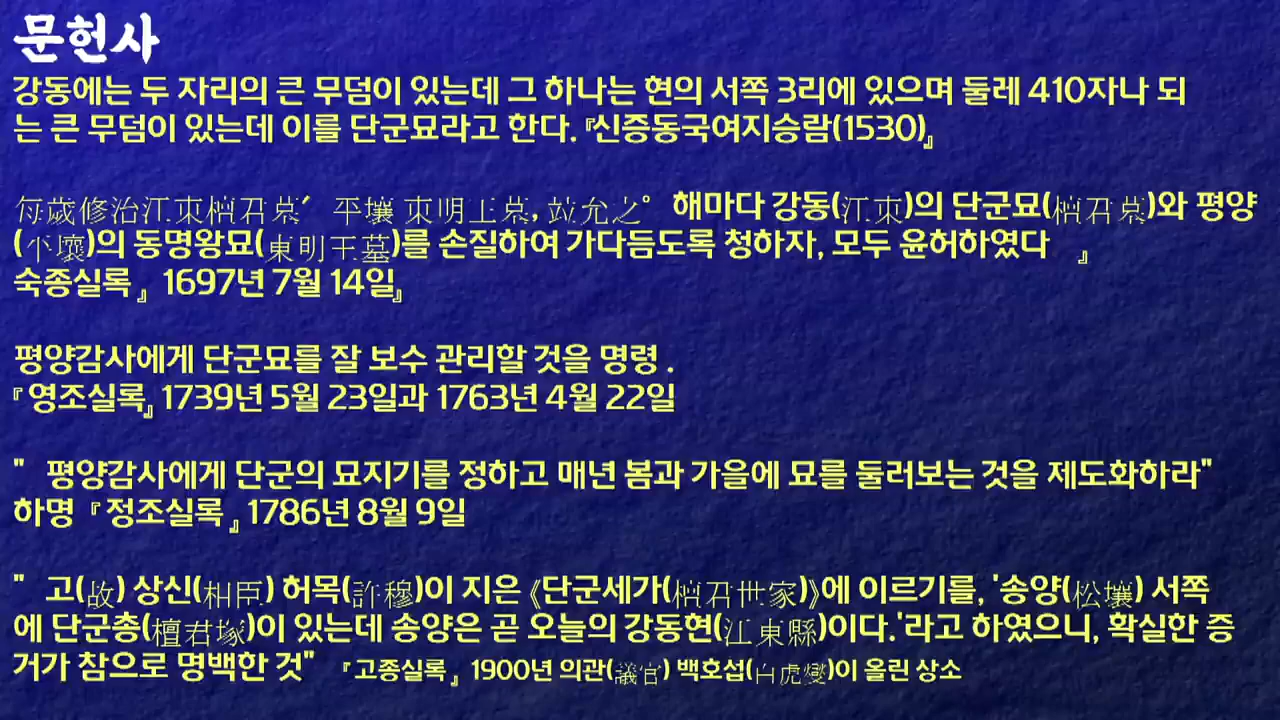 문헌사
강동에는 두 자리의 큰 무덤이 있는데 그 하나는 현의 서쪽 3리에 있으며 둘레 410자나 되
는 큰 무덤이 있는데 이를 단군묘라고 한다.『신증동국여지승람(1530)』
每歲修治江東檀君墓′ 平壤 東明王墓, 竝允之° 해마다 강동(江東)의 단군묘(檀君墓)와 평양
(平壤)의 동명왕묘(東明王墓)를 손질하여 가다듬도록 청하자, 모두 윤허하였다 』
숙종실록』 1697년 7월 14일』
평양감사에게 단군묘를 잘 보수 관리할 것을 명령 .
『영조실록』 1739년 5월 23일과 1763년 4월 22일
" 평양감사에게 단군의 묘지기를 정하고 매년 봄과 가을에 묘를 둘러보는 것을 제도화하라"
하명 『정조실록』 1786년 8월 9일
" 고(故) 상신(相臣) 허목(許穆)이 지은 《단군세가(檀君世家)》에 이르기를, '송양(松壤) 서쪽
에 단군총(檀君塚)이 있는데 송양은 곧 오늘의 강동현(江東縣)이다.'라고 하였으니, 확실한 증
거가 참으로 명백한 것" 『고종실록』 1900년 의관(議官) 백호섭(白虎燮)이 올린 상소